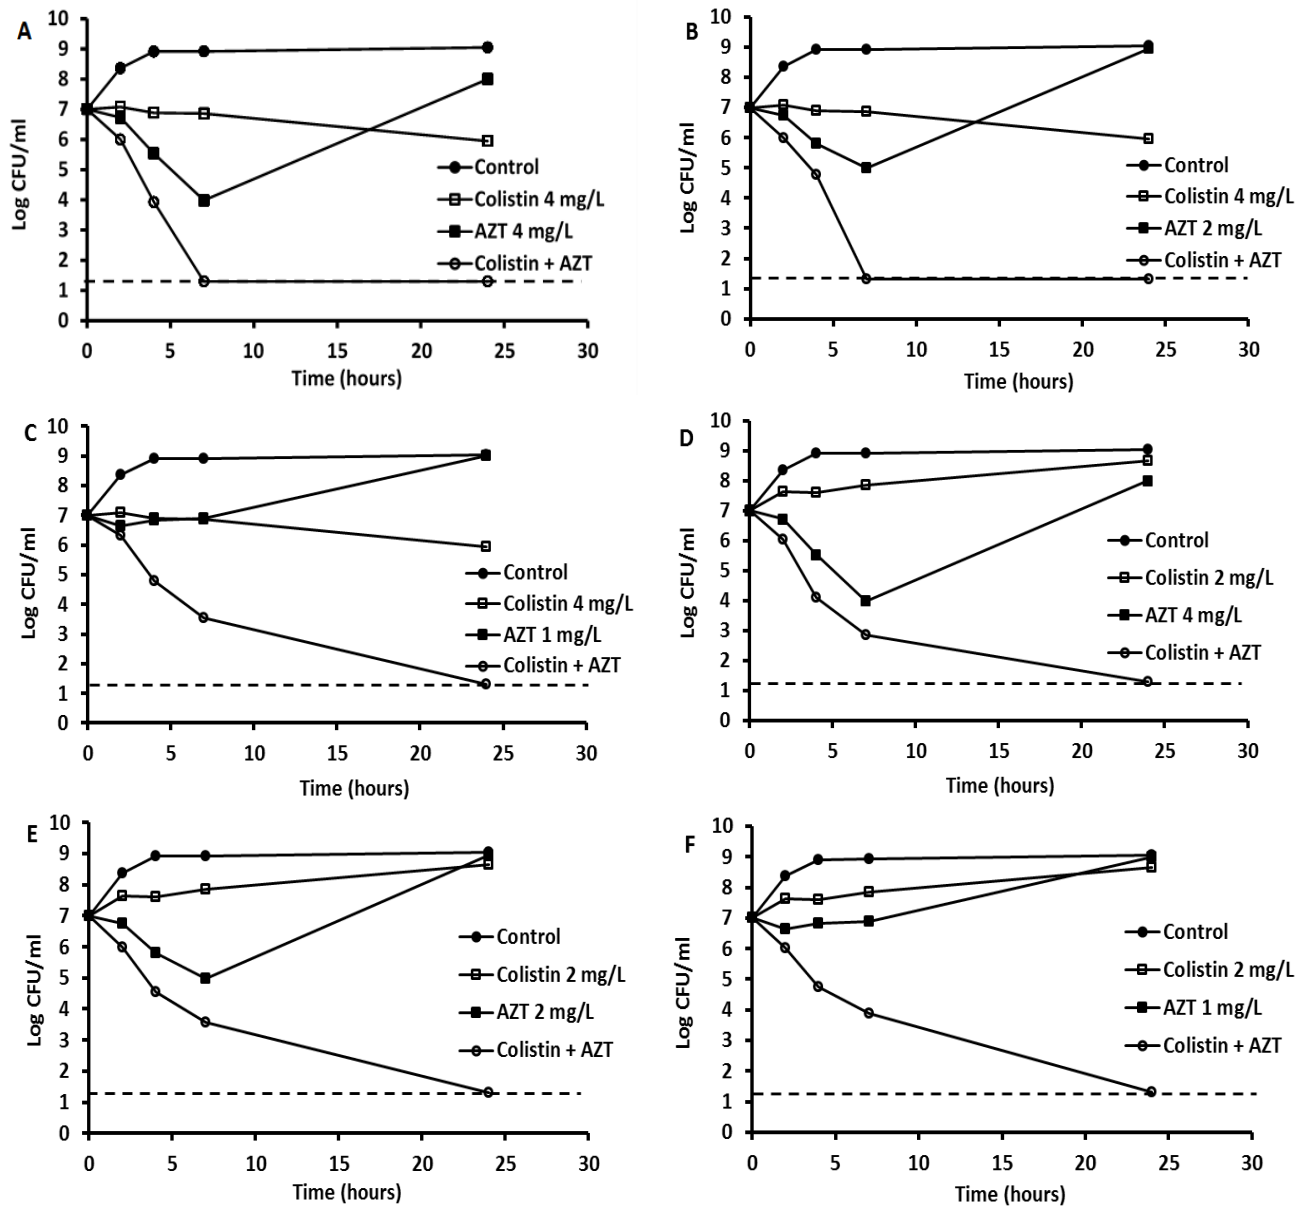 A
10
9
8
7
6
5
4
3
2
1
0
Log CFU/ml
Control
Colistin 4 mg/L
AZT 4 mg/L
Colistin + AZT
0 5 10 15 20 25 30
Time (hours)
B
10
9
8
7
6
5
4
3
2
1
0
Log CFU/ml
Control
Colistin 4 mg/L
AZT 2 mg/L
Colistin + AZT
0 5 10 15 20 25 30
Time (hours)
C
10
9
8
7
6
5
4
3
2
1
0
Log CFU/ml
Control
Colistin 4 mg/L
AZT 1 mg/L
Colistin + AZT
0 5 10 15 20 25 30
Time (hours)
D
10
9
8
7
6
5
4
3
2
1
0
Log CFU/ml
Control
Colistin 2 mg/L
AZT 4 mg/L
Colistin + AZT
0 5 10 15 20 25 30
Time (hours)
E
10
9
8
7
6
5
4
3
2
1
0
Log CFU/ml
Control
Colistin 2 mg/L
AZT 2 mg/L
Colistin + AZT
0 5 10 15 20 25 30
Time (hours)
F
10
9
8
7
6
5
4
3
2
1
0
Log CFU/ml
Control
Colistin 2 mg/L
AZT 1 mg/L
Colistin + AZT
0 5 10 15 20 25 30
Time (hours)